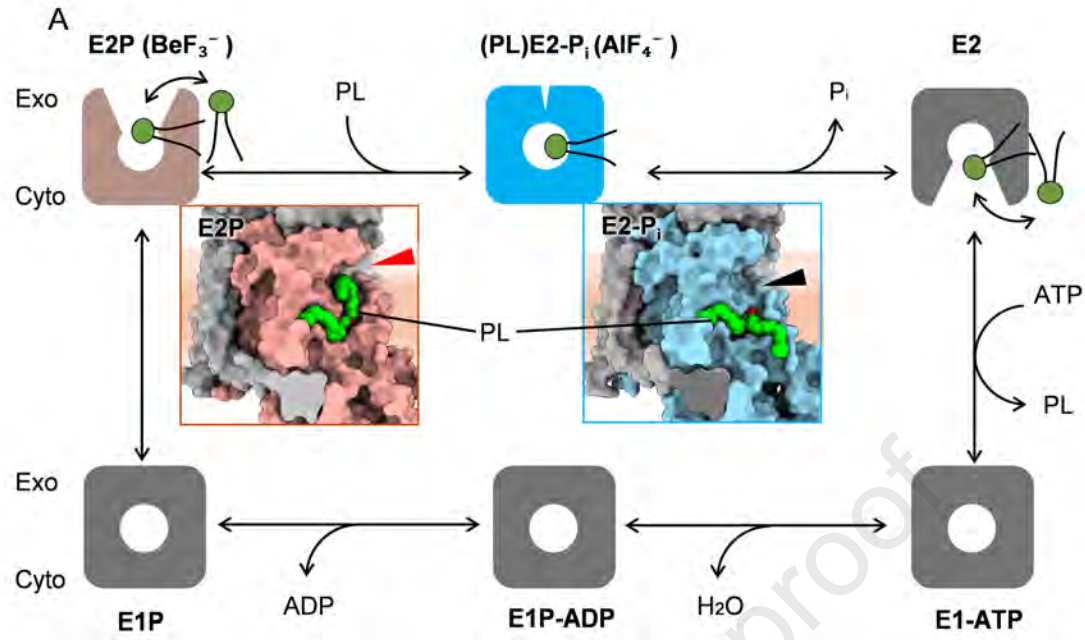 A
E2P (BeF₃⁻)
(PL)E2-Pᵢ (AlF₄⁻)
E2
Exo
PL
Pᵢ
Cyto
E2P
E2-Pᵢ
PL
ATP
PL
Exo
Cyto
ADP
H₂O
E1P
E1P-ADP
E1-ATP
proof